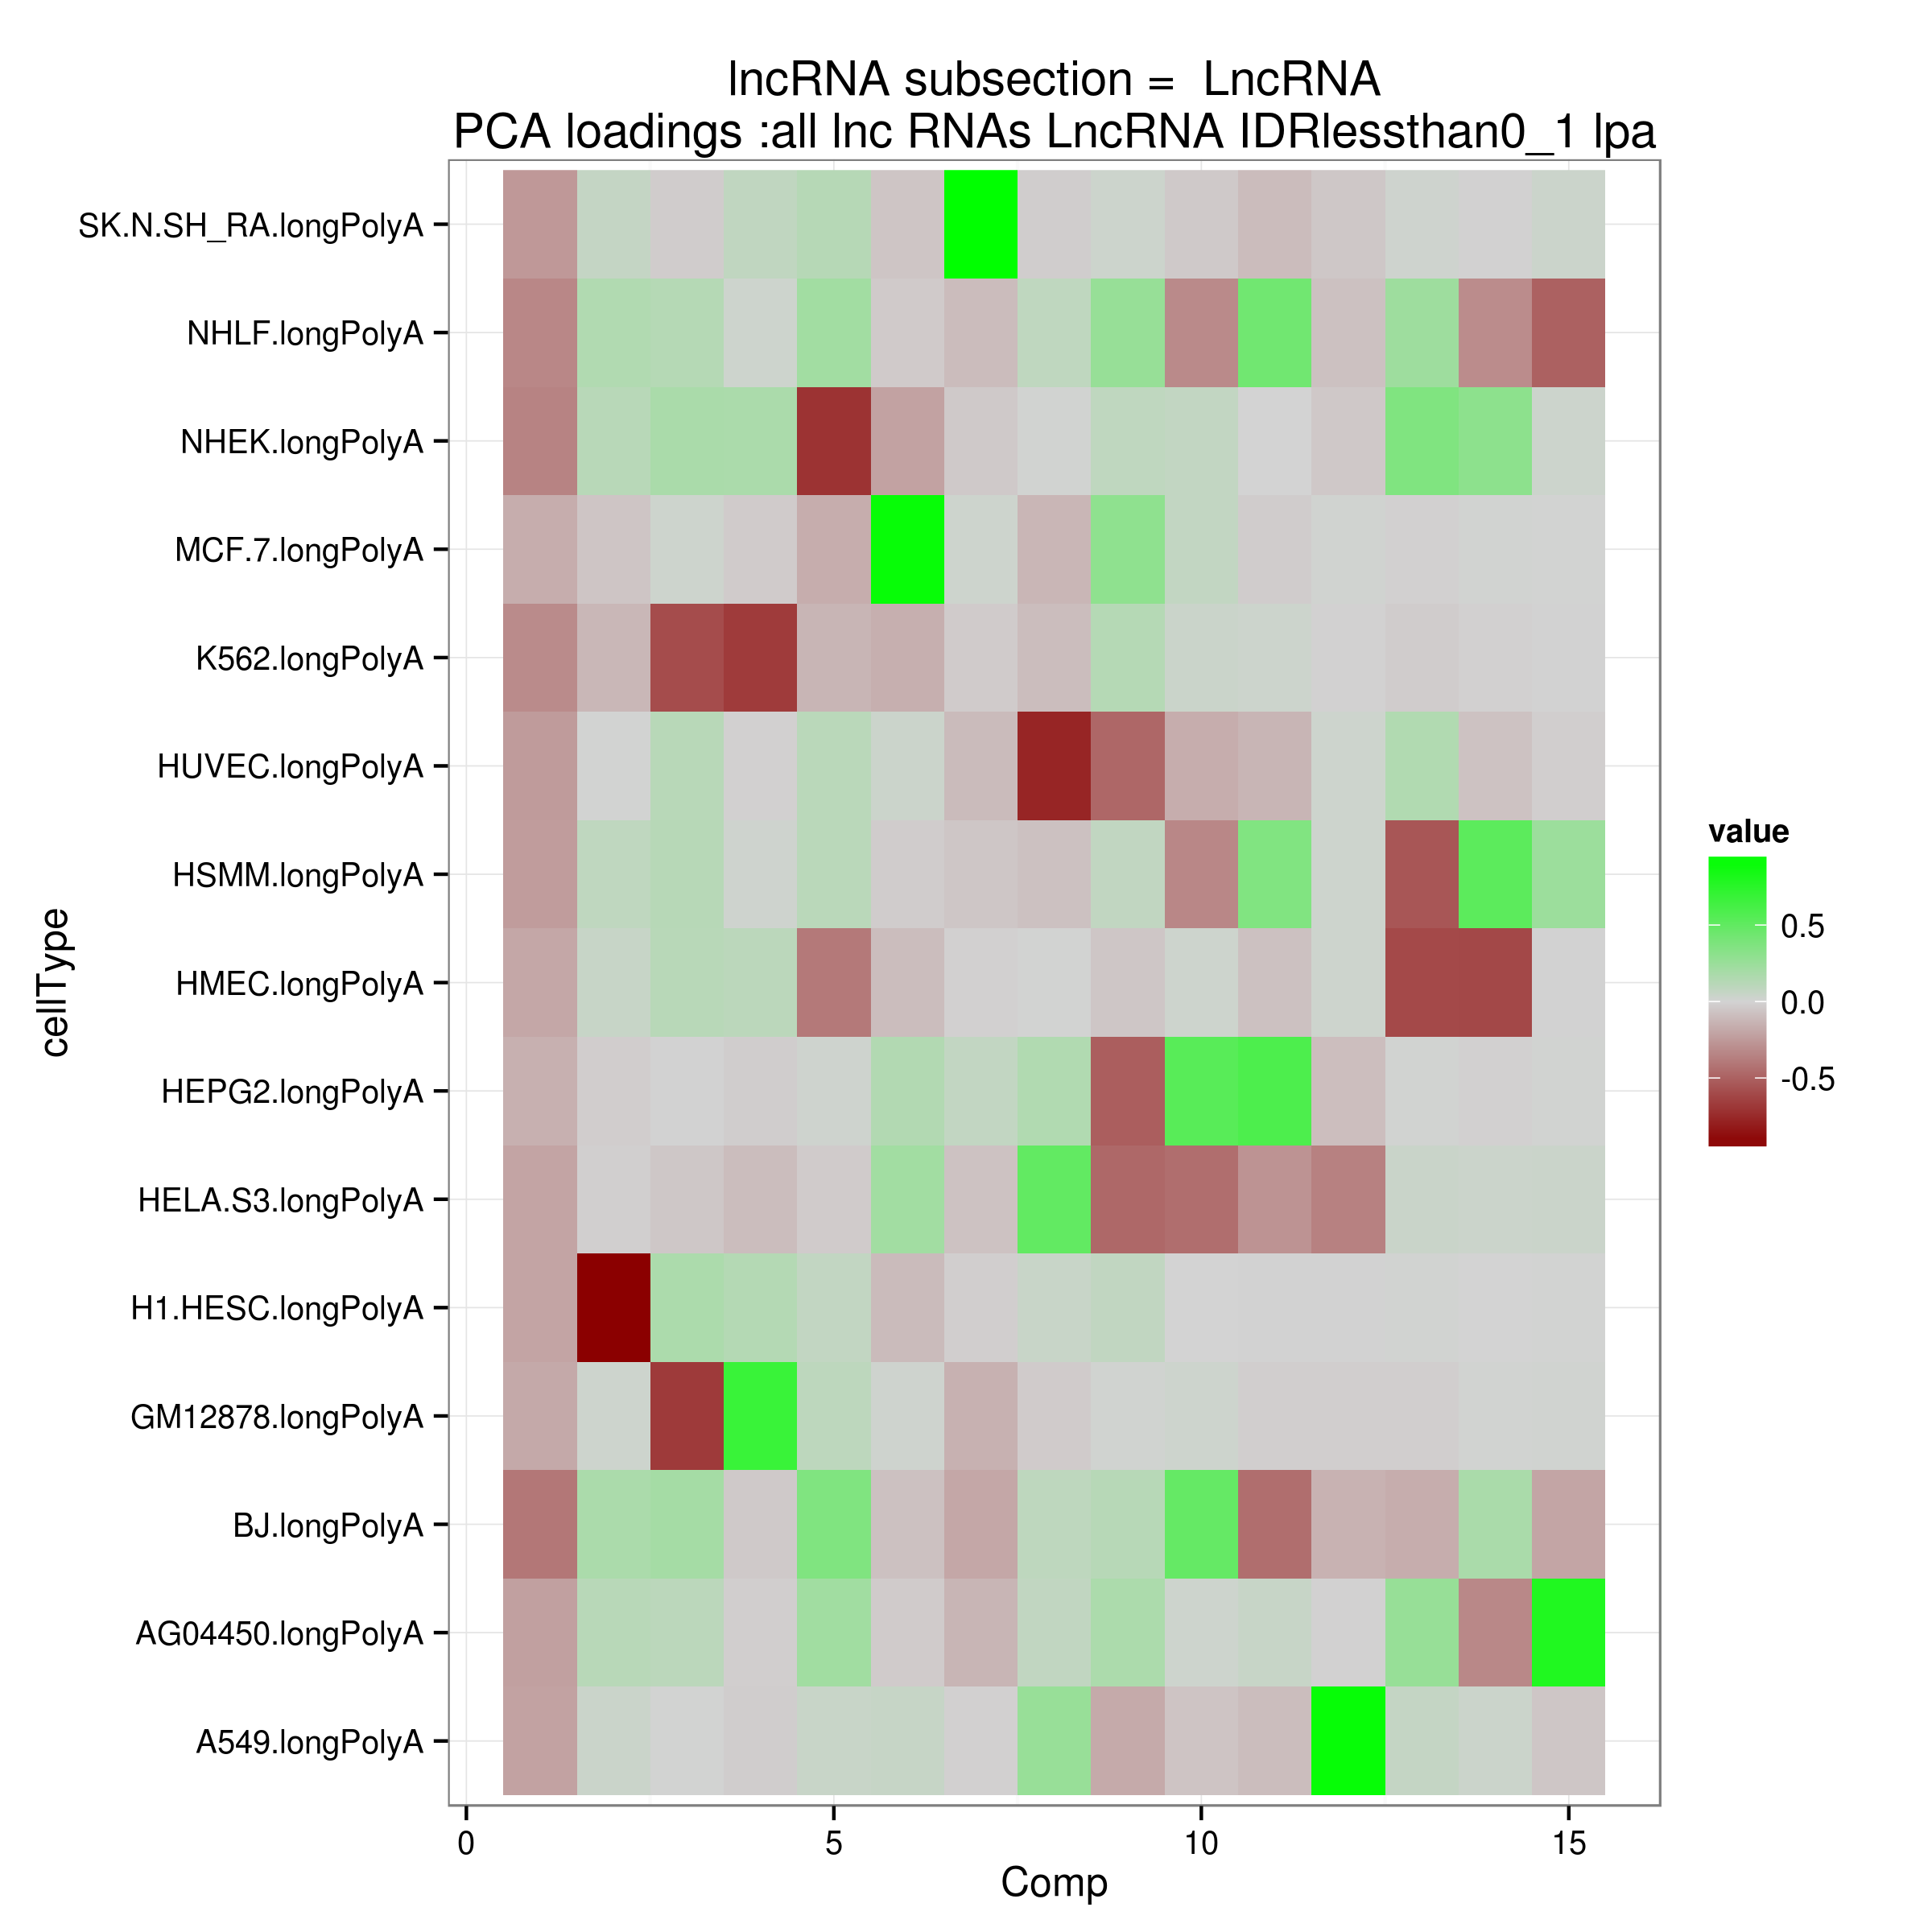 lncRNA subsection =  LncRNA
PCA loadings :all lnc RNAs LncRNA IDRlessthan0_1 lpa
SK.N.SH_RA.longPolyA
NHLF.longPolyA
NHEK.longPolyA
MCF.7.longPolyA
K562.longPolyA
HUVEC.longPolyA
HSMM.longPolyA
HMEC.longPolyA
HEPG2.longPolyA
HELA.S3.longPolyA
H1.HESC.longPolyA
GM12878.longPolyA
BJ.longPolyA
AG04450.longPolyA
A549.longPolyA
cellType
0 5 10 15
Comp
value
0.5
0.0
-0.5